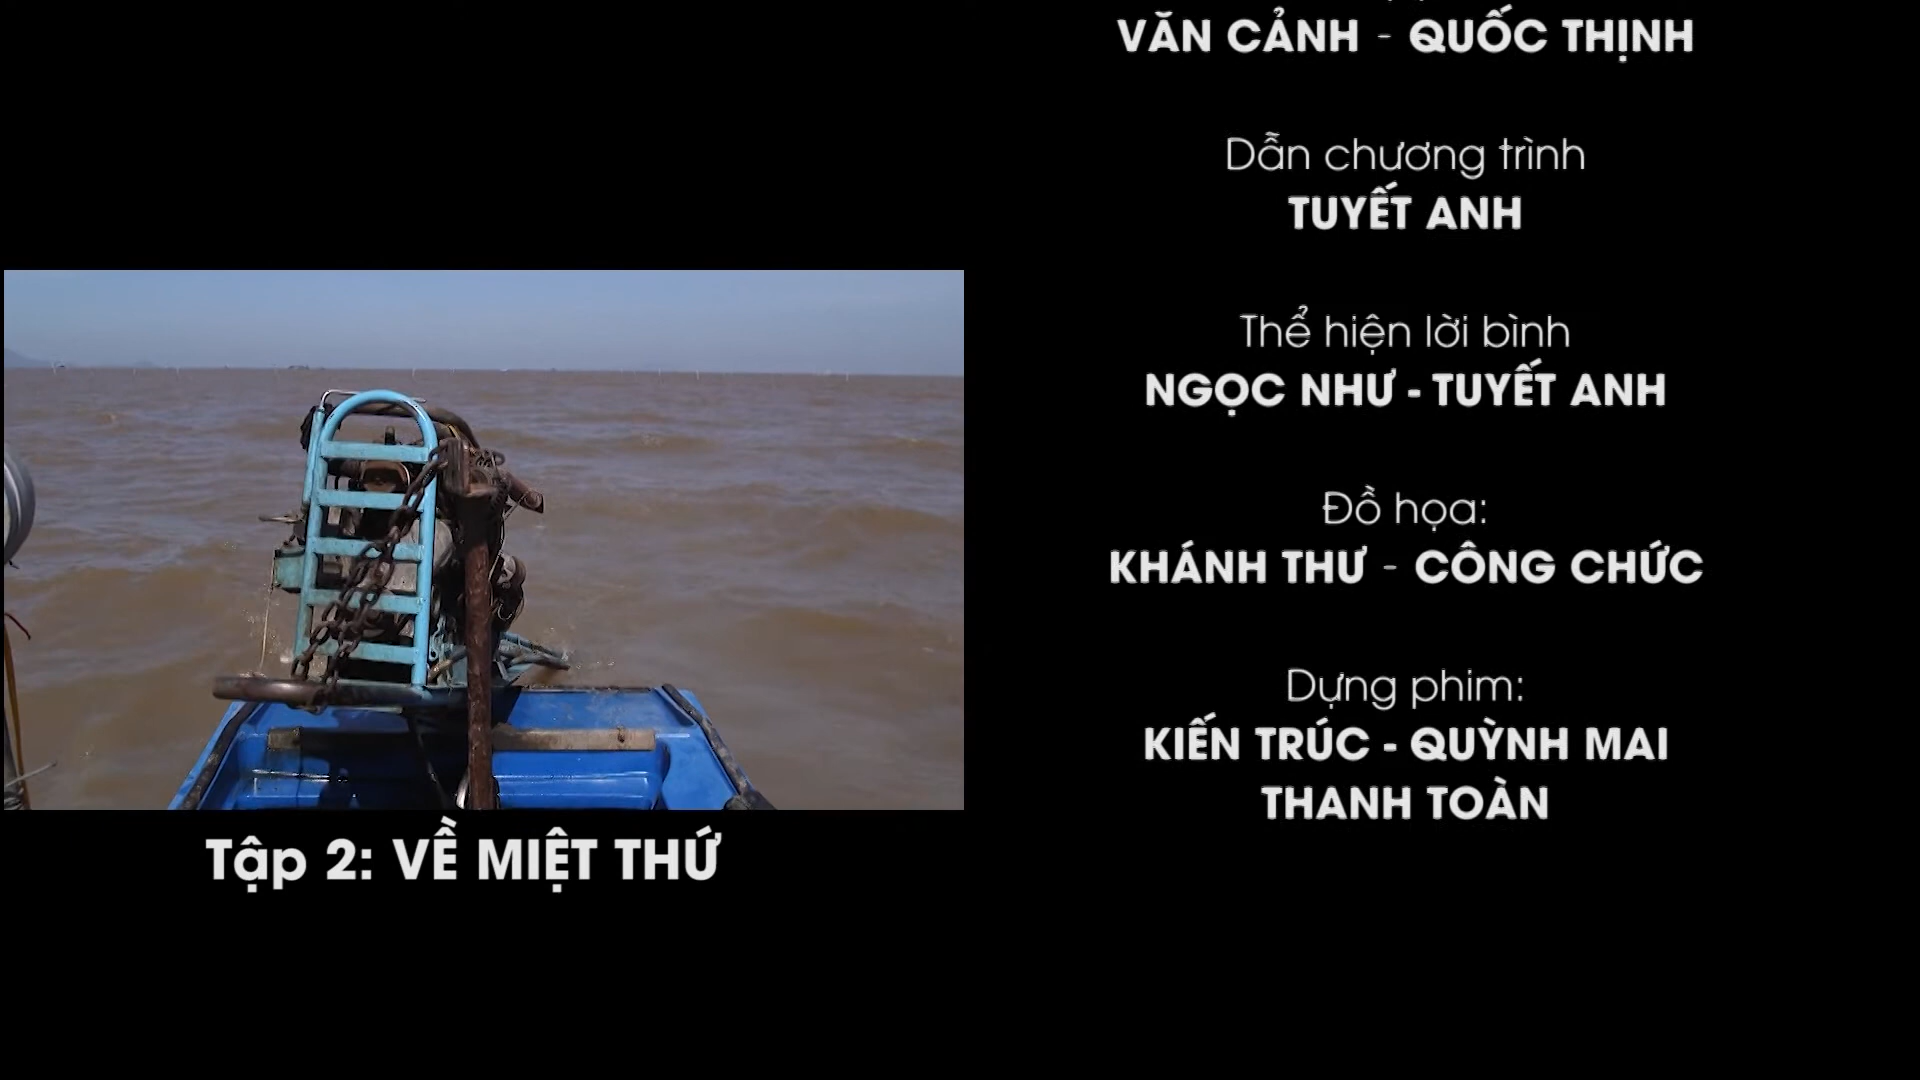 VĂN CẢNH - QUỐC THỊNH
Dẫn chương trình
TUYẾT ANH
Thể hiện lời bình
NGỌC NHƯ - TUYẾT ANH
Đồ họa:
KHÁNH THƯ - CÔNG CHỨC
Dựng phim:
KIẾN TRÚC - QUỲNH MAI
THANH TOÀN
Tập 2: VỀ MIỆT THỨ